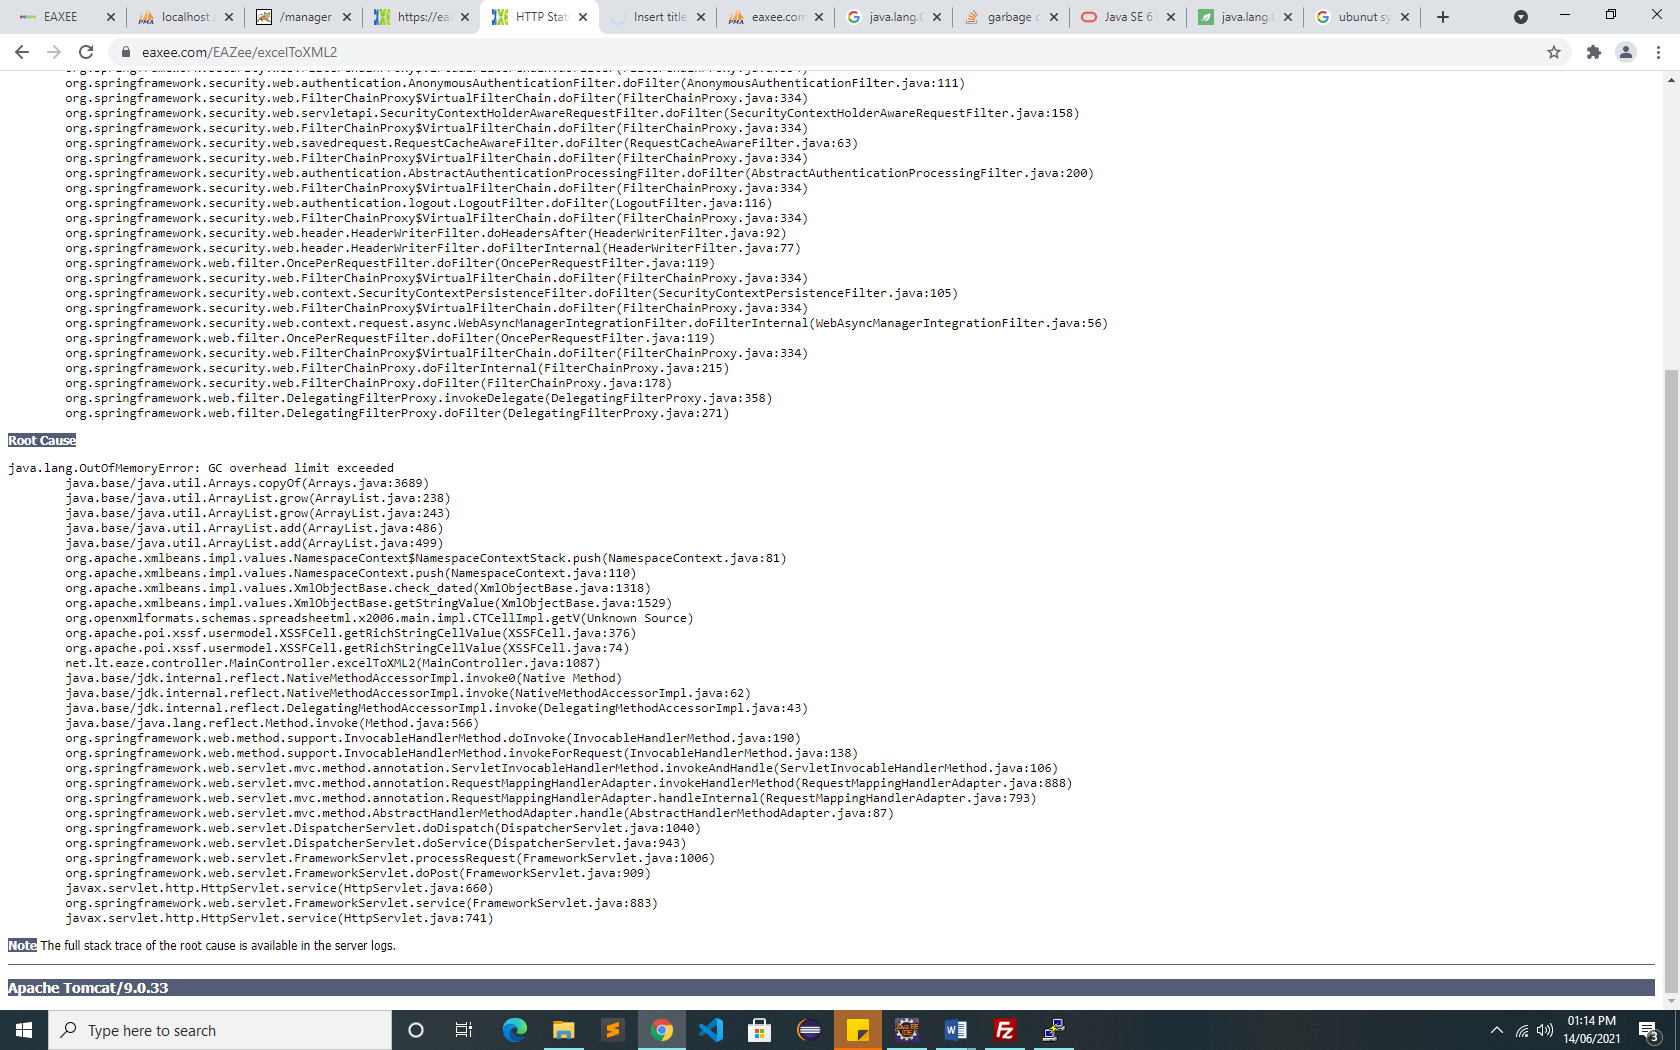 EAXEE
localhost /
/manager
https://ea
HTTP Stat
Insert title
eaxee.com
java.lang.O
garbage c
Java SE 6
java.lang.
ubunut sy
eaxee.com/EAZee/excelToXML2
org.springframework.security.web.authentication.AnonymousAuthenticationFilter.doFilter(AnonymousAuthenticationFilter.java:111)
org.springframework.security.web.FilterChainProxy$VirtualFilterChain.doFilter(FilterChainProxy.java:334)
org.springframework.security.web.servletapi.SecurityContextHolderAwareRequestFilter.doFilter(SecurityContextHolderAwareRequestFilter.java:158)
org.springframework.security.web.FilterChainProxy$VirtualFilterChain.doFilter(FilterChainProxy.java:334)
org.springframework.security.web.savedrequest.RequestCacheAwareFilter.doFilter(RequestCacheAwareFilter.java:63)
org.springframework.security.web.FilterChainProxy$VirtualFilterChain.doFilter(FilterChainProxy.java:334)
org.springframework.security.web.authentication.AbstractAuthenticationProcessingFilter.doFilter(AbstractAuthenticationProcessingFilter.java:200)
org.springframework.security.web.FilterChainProxy$VirtualFilterChain.doFilter(FilterChainProxy.java:334)
org.springframework.security.web.authentication.logout.LogoutFilter.doFilter(LogoutFilter.java:116)
org.springframework.security.web.FilterChainProxy$VirtualFilterChain.doFilter(FilterChainProxy.java:334)
org.springframework.security.web.header.HeaderWriterFilter.doHeadersAfter(HeaderWriterFilter.java:92)
org.springframework.security.web.header.HeaderWriterFilter.doFilterInternal(HeaderWriterFilter.java:77)
org.springframework.web.filter.OncePerRequestFilter.doFilter(OncePerRequestFilter.java:119)
org.springframework.security.web.FilterChainProxy$VirtualFilterChain.doFilter(FilterChainProxy.java:334)
org.springframework.security.web.context.SecurityContextPersistenceFilter.doFilter(SecurityContextPersistenceFilter.java:105)
org.springframework.security.web.FilterChainProxy$VirtualFilterChain.doFilter(FilterChainProxy.java:334)
org.springframework.security.web.context.request.async.WebAsyncManagerIntegrationFilter.doFilterInternal(WebAsyncManagerIntegrationFilter.java:56)
org.springframework.web.filter.OncePerRequestFilter.doFilter(OncePerRequestFilter.java:119)
org.springframework.security.web.FilterChainProxy$VirtualFilterChain.doFilter(FilterChainProxy.java:334)
org.springframework.security.web.FilterChainProxy.doFilterInternal(FilterChainProxy.java:215)
org.springframework.security.web.FilterChainProxy.doFilter(FilterChainProxy.java:178)
org.springframework.web.filter.DelegatingFilterProxy.invokeDelegate(DelegatingFilterProxy.java:358)
org.springframework.web.filter.DelegatingFilterProxy.doFilter(DelegatingFilterProxy.java:271)
Root Cause
java.lang.OutOfMemoryError: GC overhead limit exceeded
java.base/java.util.Arrays.copyOf(Arrays.java:3689)
java.base/java.util.ArrayList.grow(ArrayList.java:238)
java.base/java.util.ArrayList.grow(ArrayList.java:243)
java.base/java.util.ArrayList.add(ArrayList.java:486)
java.base/java.util.ArrayList.add(ArrayList.java:499)
org.apache.xmlbeans.impl.values.NamespaceContext$NamespaceContextStack.push(NamespaceContext.java:81)
org.apache.xmlbeans.impl.values.NamespaceContext.push(NamespaceContext.java:110)
org.apache.xmlbeans.impl.values.XmlObjectBase.check_dated(XmlObjectBase.java:1318)
org.apache.xmlbeans.impl.values.XmlObjectBase.getStringValue(XmlObjectBase.java:1529)
org.openxmlformats.schemas.spreadsheetml.x2006.main.impl.CTCellImpl.getV(Unknown Source)
org.apache.poi.xssf.usermodel.XSSFCell.getRichStringCellValue(XSSFCell.java:376)
org.apache.poi.xssf.usermodel.XSSFCell.getRichStringCellValue(XSSFCell.java:74)
net.lt.eaze.controller.MainController.excelToXML2(MainController.java:1087)
java.base/jdk.internal.reflect.NativeMethodAccessorImpl.invoke0(Native Method)
java.base/jdk.internal.reflect.NativeMethodAccessorImpl.invoke(NativeMethodAccessorImpl.java:62)
java.base/jdk.internal.reflect.DelegatingMethodAccessorImpl.invoke(DelegatingMethodAccessorImpl.java:43)
java.base/java.lang.reflect.Method.invoke(Method.java:566)
org.springframework.web.method.support.InvocableHandlerMethod.doInvoke(InvocableHandlerMethod.java:190)
org.springframework.web.method.support.InvocableHandlerMethod.invokeForRequest(InvocableHandlerMethod.java:138)
org.springframework.web.servlet.mvc.method.annotation.ServletInvocableHandlerMethod.invokeAndHandle(ServletInvocableHandlerMethod.java:106)
org.springframework.web.servlet.mvc.method.annotation.RequestMappingHandlerAdapter.invokeHandlerMethod(RequestMappingHandlerAdapter.java:888)
org.springframework.web.servlet.mvc.method.annotation.RequestMappingHandlerAdapter.handleInternal(RequestMappingHandlerAdapter.java:793)
org.springframework.web.servlet.mvc.method.AbstractHandlerMethodAdapter.handle(AbstractHandlerMethodAdapter.java:87)
org.springframework.web.servlet.DispatcherServlet.doDispatch(DispatcherServlet.java:1040)
org.springframework.web.servlet.DispatcherServlet.doService(DispatcherServlet.java:943)
org.springframework.web.servlet.FrameworkServlet.processRequest(FrameworkServlet.java:1006)
org.springframework.web.servlet.FrameworkServlet.doPost(FrameworkServlet.java:909)
javax.servlet.http.HttpServlet.service(HttpServlet.java:660)
org.springframework.web.servlet.FrameworkServlet.service(FrameworkServlet.java:883)
javax.servlet.http.HttpServlet.service(HttpServlet.java:741)
Note The full stack trace of the root cause is available in the server logs.
Apache Tomcat/9.0.33
Type here to search
01:14 PM
14/06/2021
3